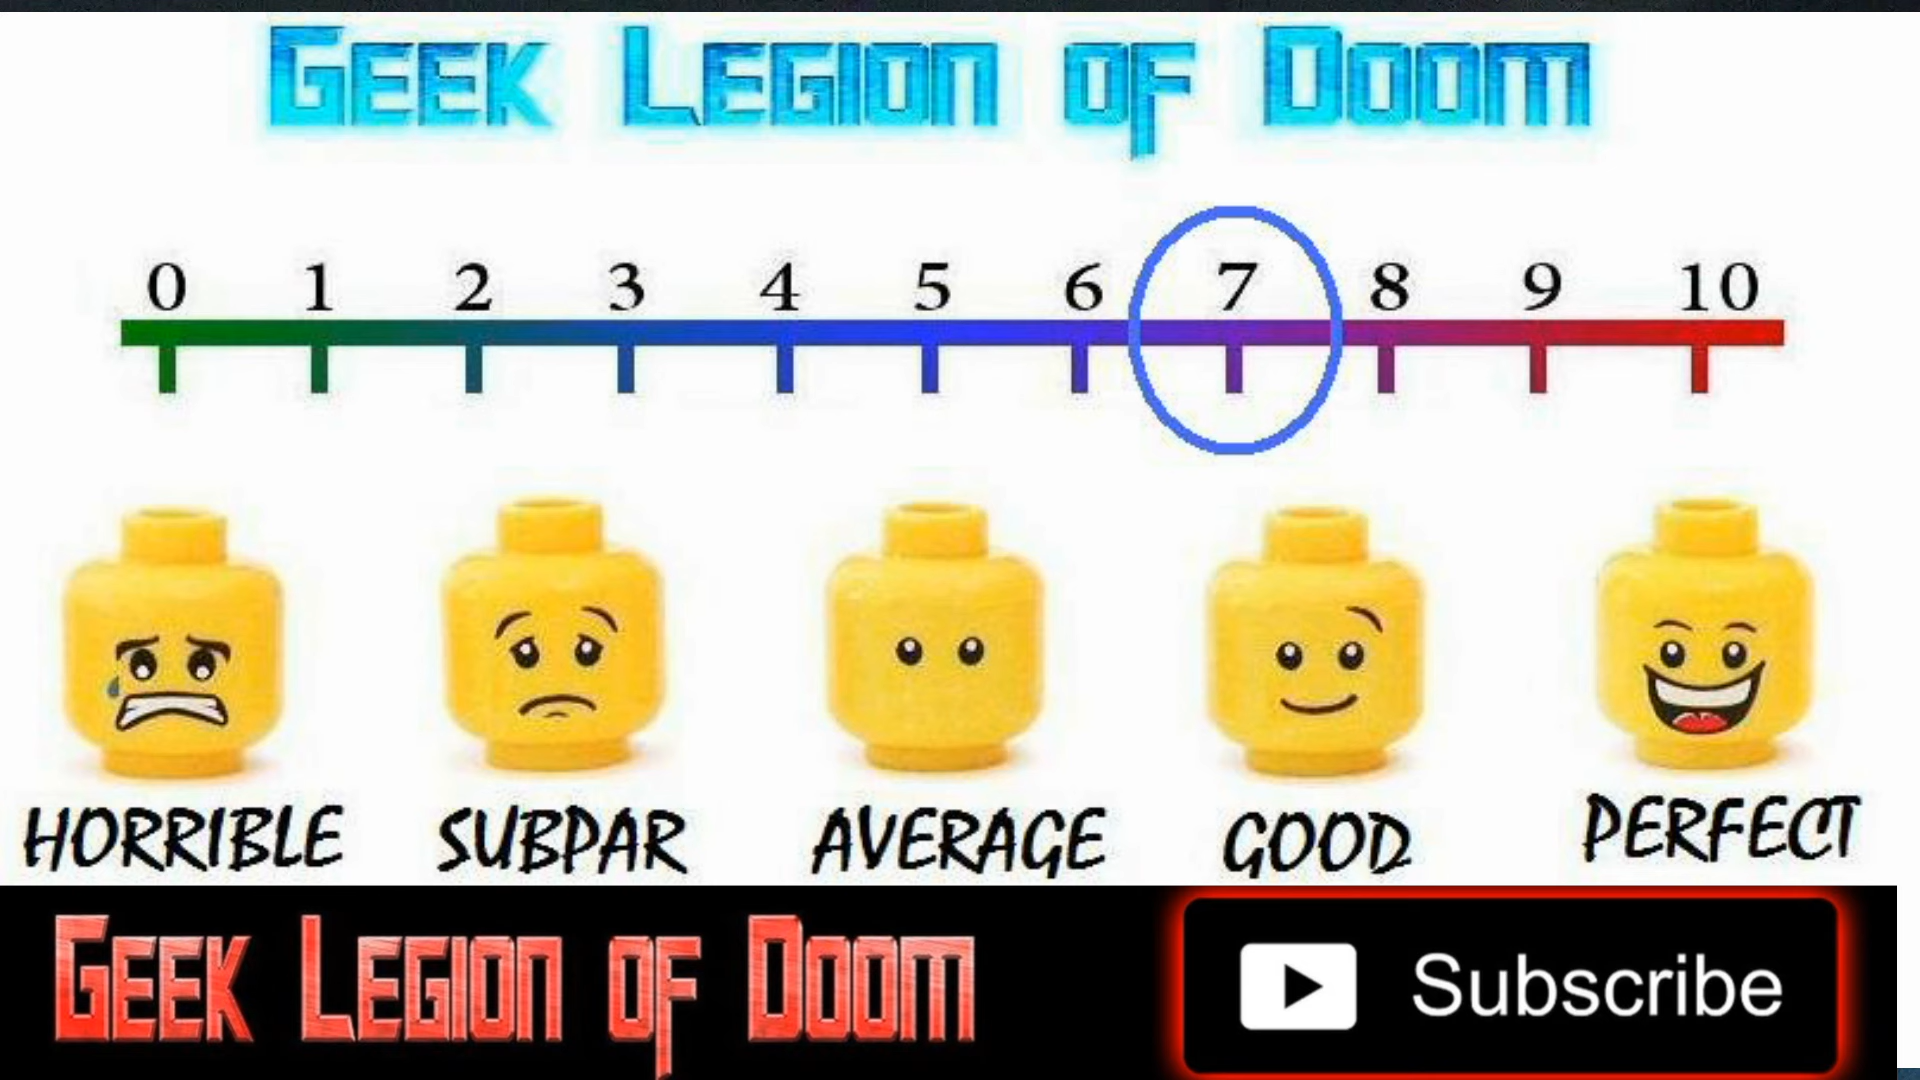 GEEK LEGION OF DOOM
0 1 2 3 4 5 6 7 8 9 10
HORRIBLE SUBPAR AVERAGE GOOD PERFECT
GEEK LEGION OF DOOM Subscribe